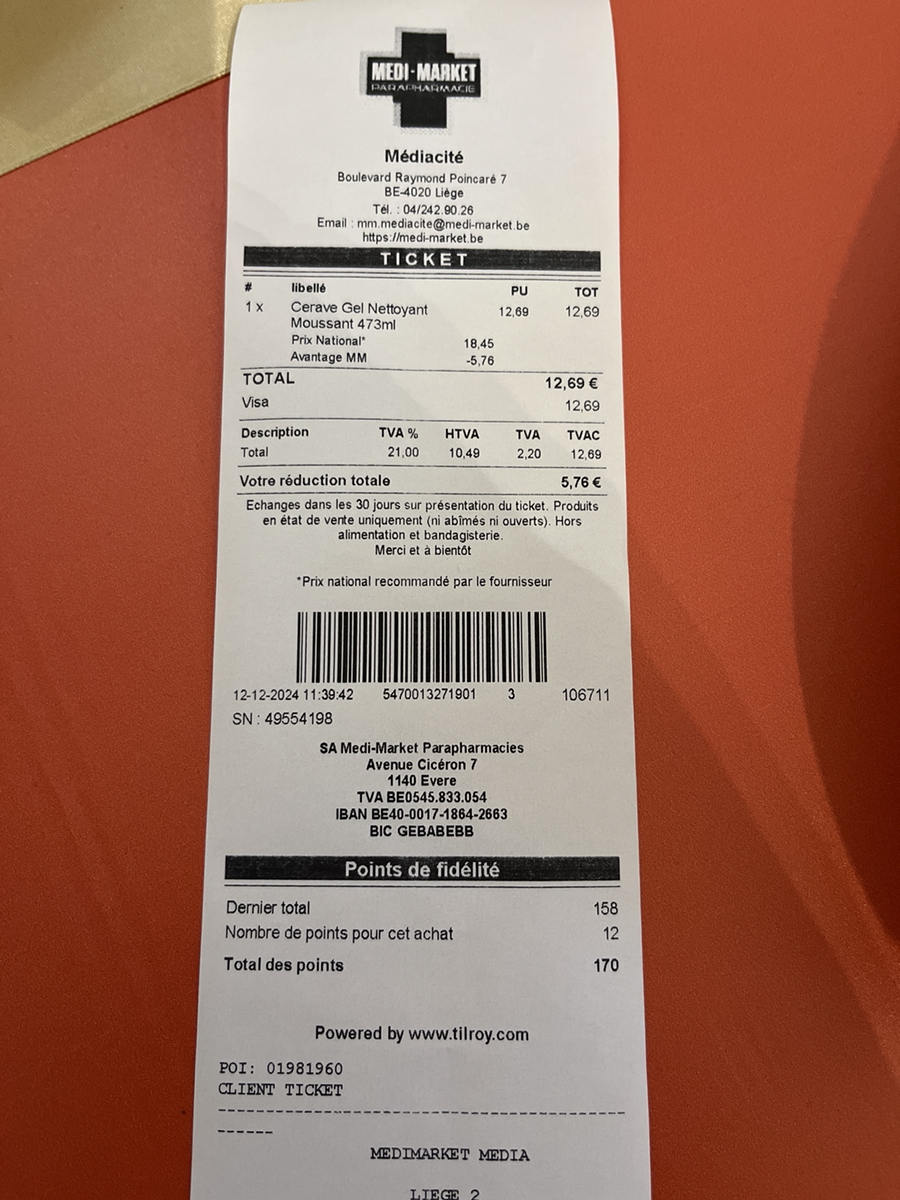 MEDI-MARKET
PARAPHARMACIE
Médiacité
Boulevard Raymond Poincaré 7
BE-4020 Liège
Tél. : 04/242.90.26
Email : mm.mediacite@medi-market.be
https://medi-market.be
TICKET
# libellé PU TOT
1 x Cerave Gel Nettoyant 12,69 12,69
Moussant 473ml
Prix National* 18,45
Avantage MM -5,76
TOTAL 12,69 €
Visa 12,69
Description TVA % HTVA TVA TVAC
Total 21,00 10,49 2,20 12,69
Votre réduction totale 5,76 €
Echanges dans les 30 jours sur présentation du ticket. Produits
en état de vente uniquement (ni abîmés ni ouverts). Hors
alimentation et bandagisterie.
Merci et à bientôt
*Prix national recommandé par le fournisseur
12-12-2024 11:39:42 5470013271901 3 106711
SN : 49554198
SA Medi-Market Parapharmacies
Avenue Cicéron 7
1140 Evere
TVA BE0545.833.054
IBAN BE40-0017-1864-2663
BIC GEBABEBB
Points de fidélité
Dernier total 158
Nombre de points pour cet achat 12
Total des points 170
Powered by www.tilroy.com
POI: 01981960
CLIENT TICKET
MEDIMARKET MEDIA
LIEGE 2